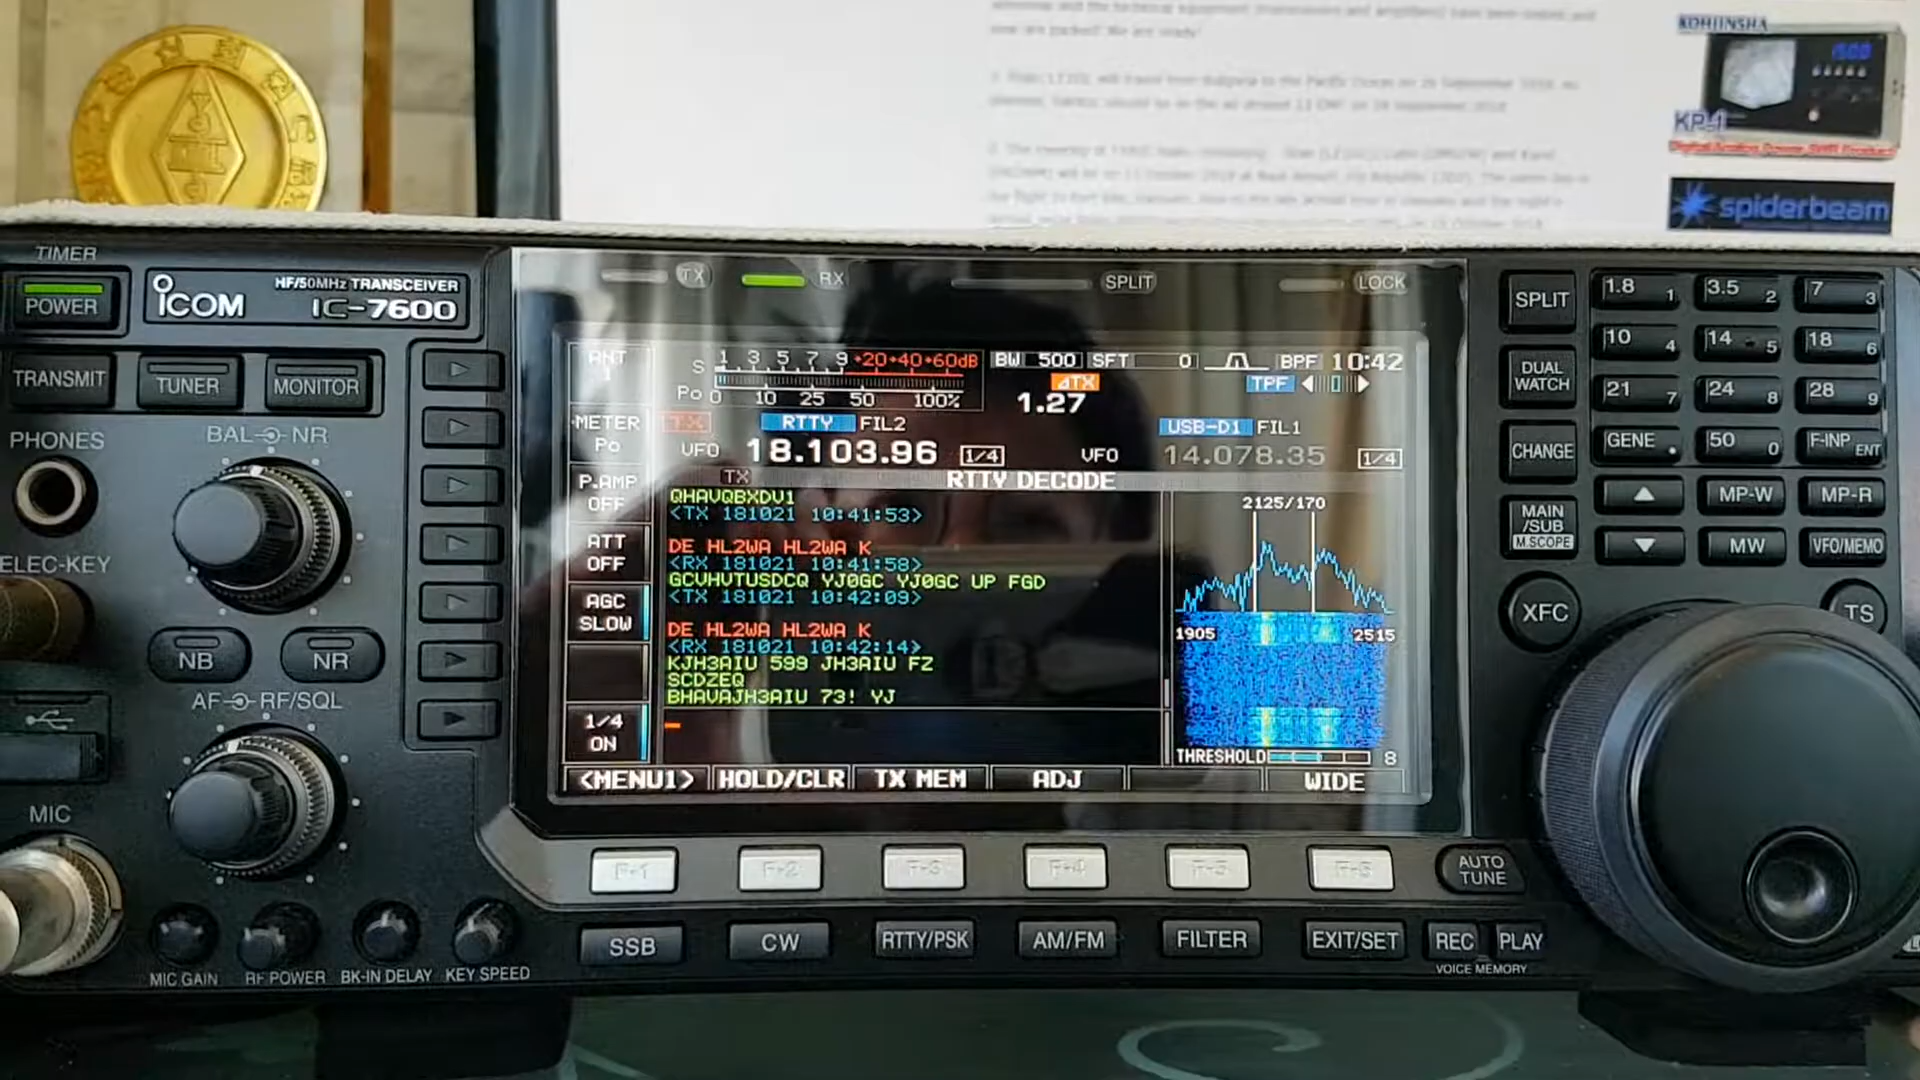 KOHJINSHA
1500
KP-1
spiderbeam
TIMER
POWER
ICOM
HF/50MHz TRANSCEIVER
IC-7600
TRANSMIT
TUNER
MONITOR
PHONES
BAL NR
ELEC-KEY
NB
NR
AF RF/SQL
MIC
MIC GAIN
RF POWER
BK-IN DELAY
KEY SPEED
TX
RX
SPLIT
LOCK
ANT
1
S 1 3 5 7 9 +20+40+60dB
Po 0 10 25 50 100%
BW 500 SFT 0 BPF 10:42
ΔTX
1.27
TPF
METER
Po
TX
RTTY FIL2
VFO 18.103.96 1/4
USB-D1 FIL1
VFO 14.078.35 1/4
P.AMP
OFF
ATT
OFF
AGC
SLOW
1/4
ON
TX
RTTY DECODE
QHAVQBXDV1
<TX 181021 10:41:53>
DE HL2WA HL2WA K
<RX 181021 10:41:58>
GCVHVTUSDCQ YJ0GC YJ0GC UP FGD
<TX 181021 10:42:09>
DE HL2WA HL2WA K
<RX 181021 10:42:14>
KJH3AIU 599 JH3AIU FZ
SCDZEQ
BHAVAJH3AIU 73! YJ
2125/170
1905 2515
THRESHOLD 8
<MENU1> HOLD/CLR TX MEM ADJ WIDE
F-1 F-2 F-3 F-4 F-5 F-6
SSB
CW
RTTY/PSK
AM/FM
FILTER
EXIT/SET
AUTO
TUNE
REC PLAY
VOICE MEMORY
SPLIT
DUAL
WATCH
CHANGE
MAIN
/SUB
M.SCOPE
XFC
TS
1.8 1
3.5 2
7 3
10 4
14 5
18 6
21 7
24 8
28 9
GENE .
50 0
F-INP ENT
MP-W
MP-R
MW
VFO/MEMO